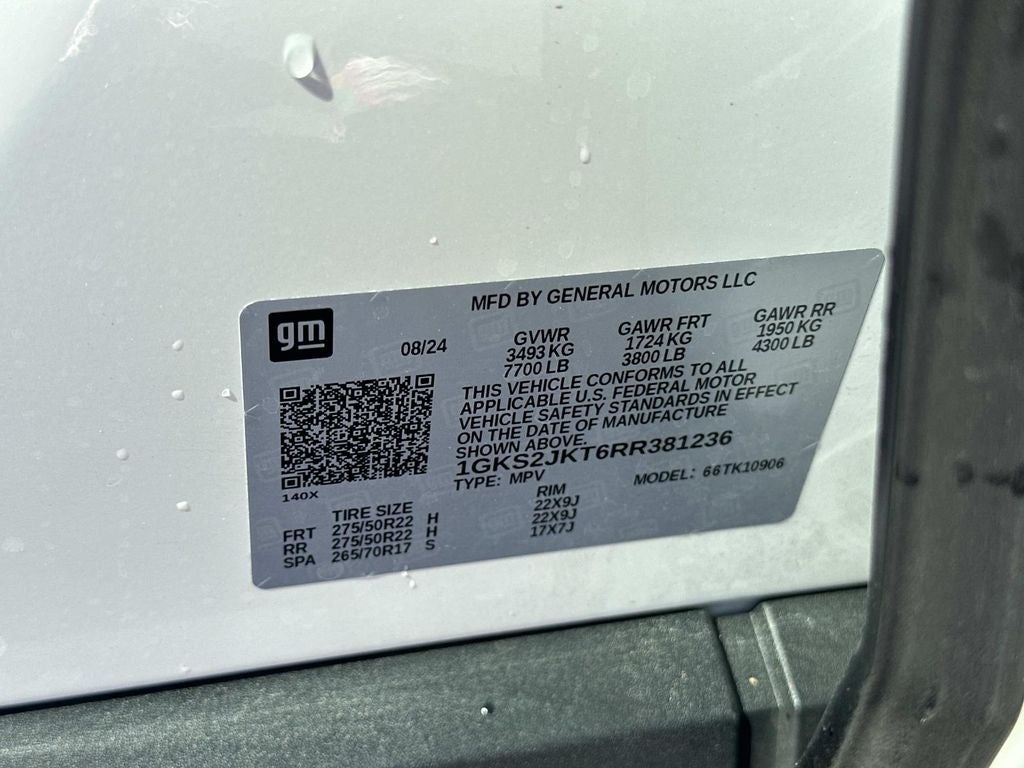 MFD BY GENERAL MOTORS LLC
gm
08/24
GVWR
3493 KG
7700 LB
GAWR FRT
1724 KG
3800 LB
GAWR RR
1950 KG
4300 LB
THIS VEHICLE CONFORMS TO ALL
APPLICABLE U.S. FEDERAL MOTOR
VEHICLE SAFETY STANDARDS IN EFFECT
ON THE DATE OF MANUFACTURE
SHOWN ABOVE.
1GKS2JKT6RR381236
TYPE: MPV
MODEL: 66TK10906
140X
TIRE SIZE RIM
FRT 275/50R22 H 22X9J
RR 275/50R22 H 22X9J
SPA 265/70R17 S 17X7J